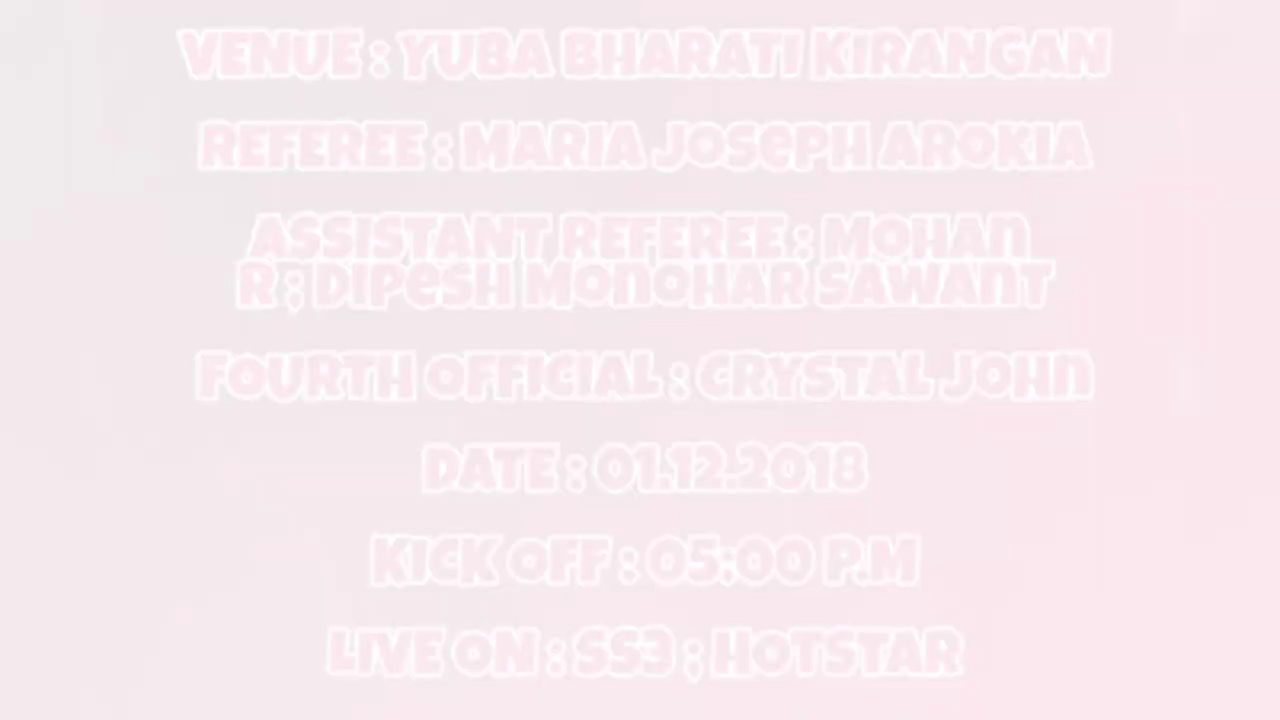 VENUE : YUBA BHARATI KIRANGAN
REFEREE : MARIA JOSEPH AROKIA
ASSISTANT REFEREE : MOHAN
R ; DIPESH MONOHAR SAWANT
FOURTH OFFICIAL : CRYSTAL JOHN
DATE : 01.12.2018
KICK OFF : 05:00 P.M
LIVE ON : SS3 ; HOTSTAR